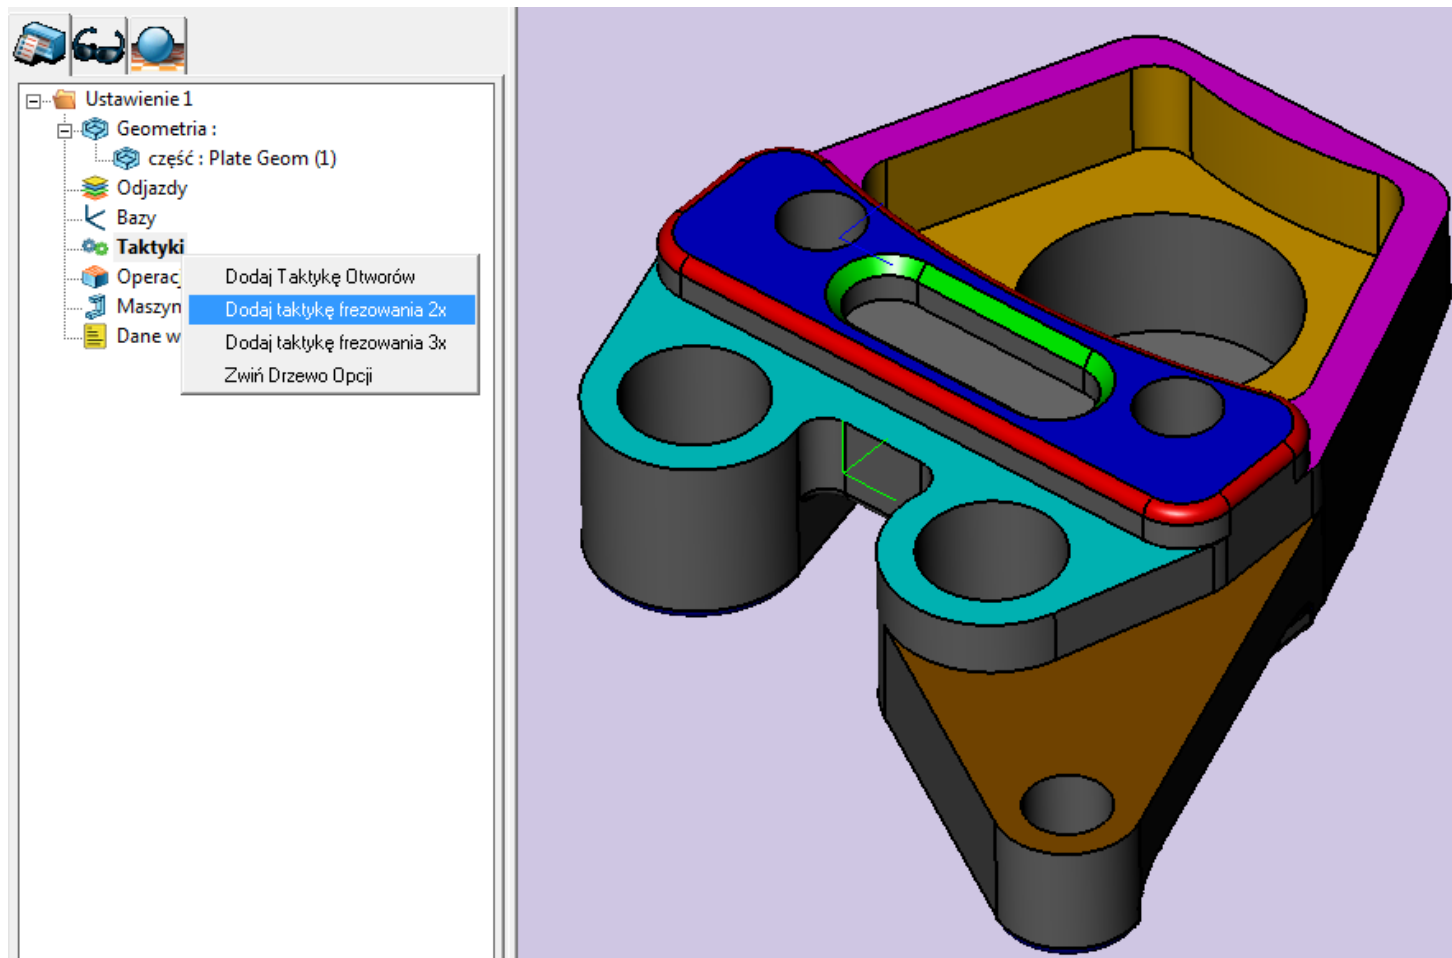 Ustawienie 1
Geometria :
część : Plate Geom (1)
Odjazdy
Bazy
Taktyki
Operac
Maszyn
Dane w
Dodaj Taktykę Otworów
Dodaj taktykę frezowania 2x
Dodaj taktykę frezowania 3x
Zwiń Drzewo Opcji